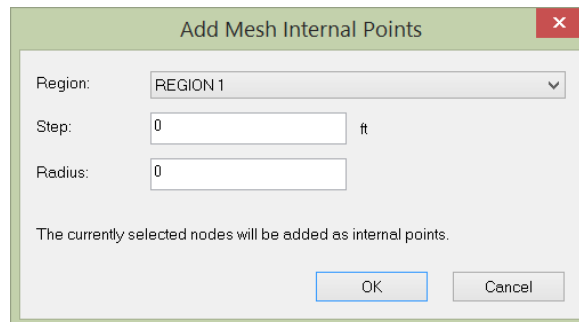 Add Mesh Internal Points
Region: REGION 1
Step: 0 ft
Radius: 0
The currently selected nodes will be added as internal points.
OK Cancel